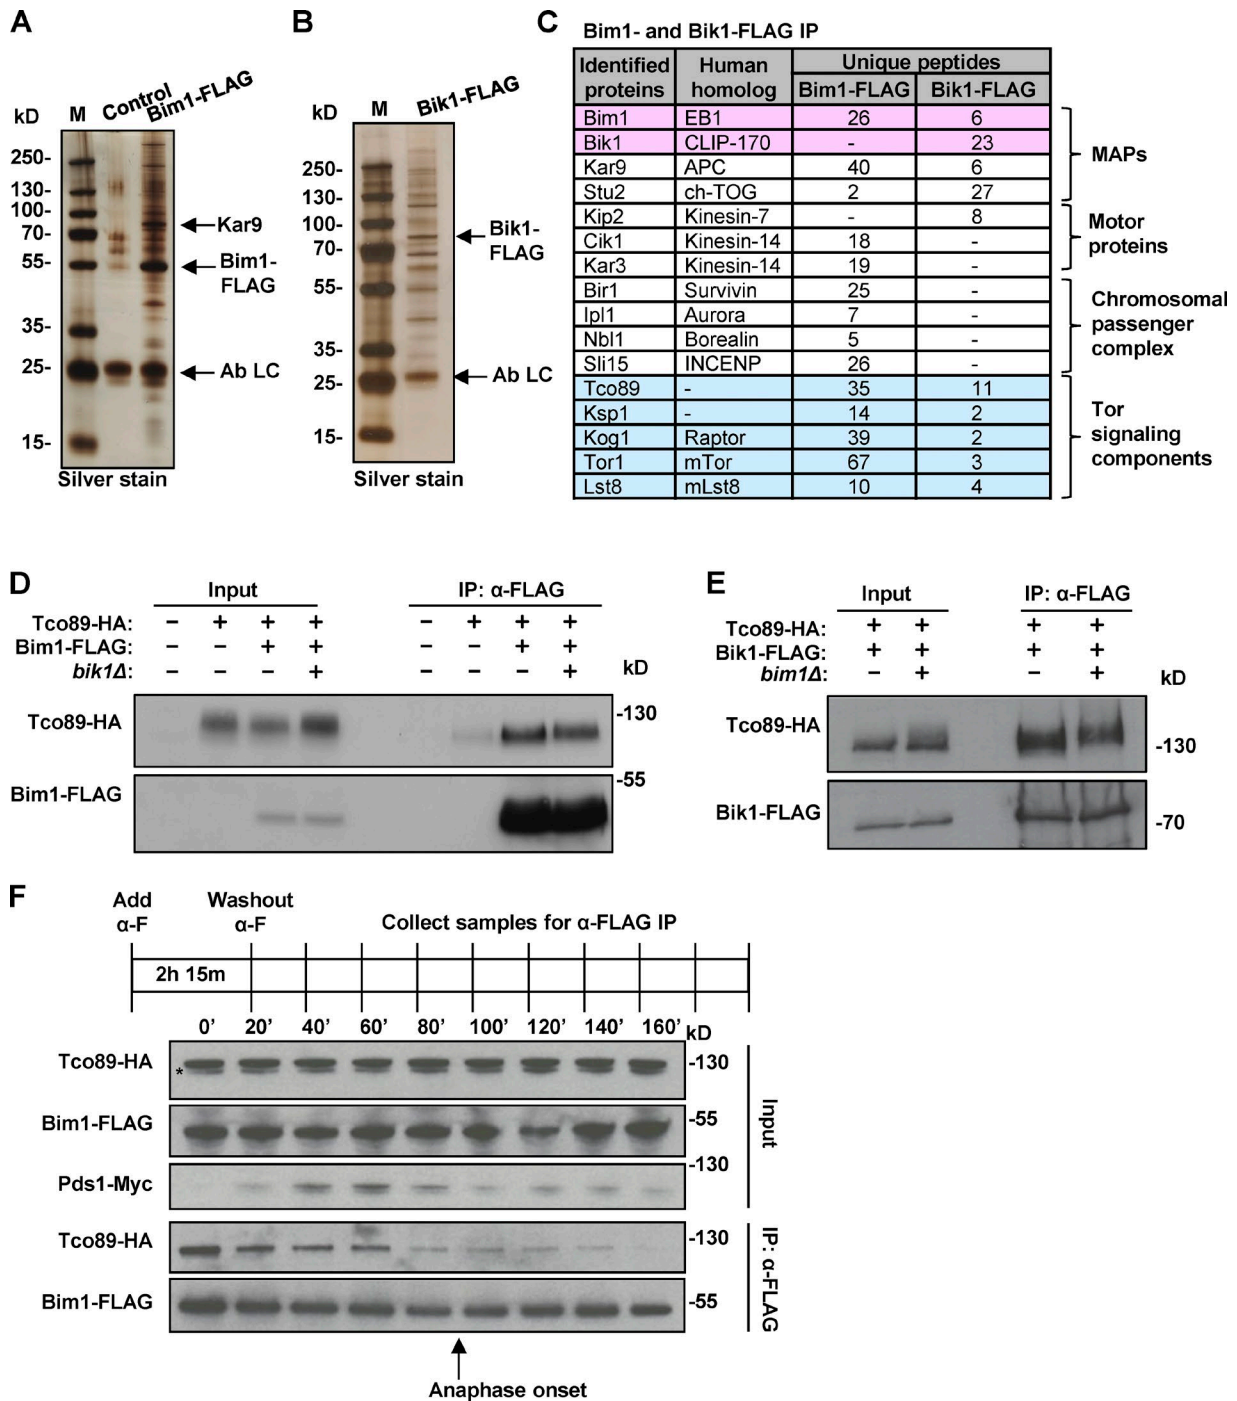 A
kD
M
Control
Bim1-FLAG
250-
130-
100-
70-
55-
35-
25-
15-
Kar9
Bim1-
FLAG
Ab LC
Silver stain
B
kD
M
Bik1-FLAG
250-
130-
100-
70-
55-
35-
25-
15-
Bik1-
FLAG
Ab LC
Silver stain
C
Bim1- and Bik1-FLAG IP
Identified proteins Human homolog Unique peptides
Bim1-FLAG Bik1-FLAG
Bim1 EB1 26 6
Bik1 CLIP-170 - 23
Kar9 APC 40 6
Stu2 ch-TOG 2 27
Kip2 Kinesin-7 - 8
Cik1 Kinesin-14 18 -
Kar3 Kinesin-14 19 -
Bir1 Survivin 25 -
Ipl1 Aurora 7 -
Nbl1 Borealin 5 -
Sli15 INCENP 26 -
Tco89 - 35 11
Ksp1 - 14 2
Kog1 Raptor 39 2
Tor1 mTor 67 3
Lst8 mLst8 10 4
MAPs
Motor
proteins
Chromosomal
passenger
complex
Tor
signaling
components
D
Input IP: α-FLAG
Tco89-HA: – + + + – + + +
Bim1-FLAG: – – + + – – + +
bik1Δ: – – – + – – – +
kD
Tco89-HA
-130
-55
Bim1-FLAG
E
Input IP: α-FLAG
Tco89-HA: + + + +
Bik1-FLAG: + + + +
bim1Δ: – + – +
kD
Tco89-HA
-130
Bik1-FLAG
-70
F
Add
α-F
Washout
α-F
Collect samples for α-FLAG IP
2h 15m
0’ 20’ 40’ 60’ 80’ 100’ 120’ 140’ 160’ kD
Tco89-HA
*
-130
Bim1-FLAG
-55
-130
Pds1-Myc
Input
Tco89-HA
-130
Bim1-FLAG
-55
IP: α-FLAG
Anaphase onset